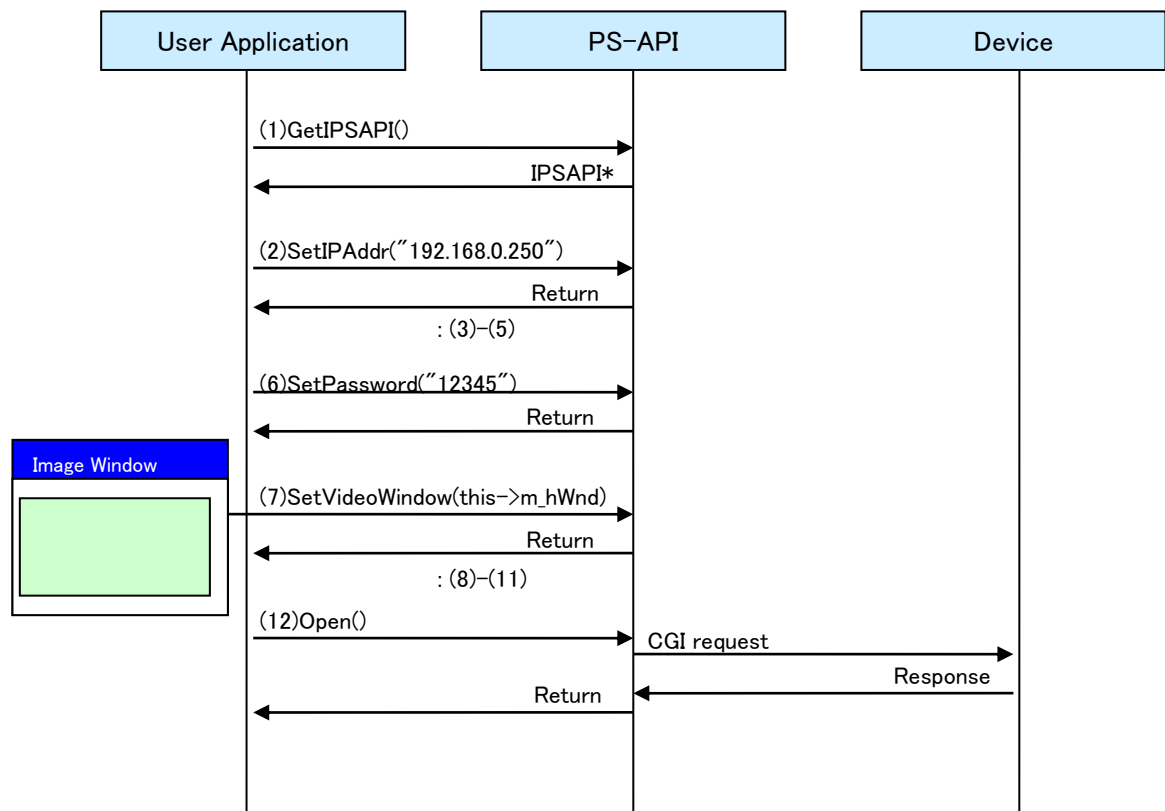 User Application
PS-API
Device
(1)GetIPSAPI()
IPSAPI*
(2)SetIPAddr("192.168.0.250")
Return
: (3)-(5)
(6)SetPassword("12345")
Return
Image Window
(7)SetVideoWindow(this->m_hWnd)
Return
: (8)-(11)
(12)Open()
CGI request
Response
Return